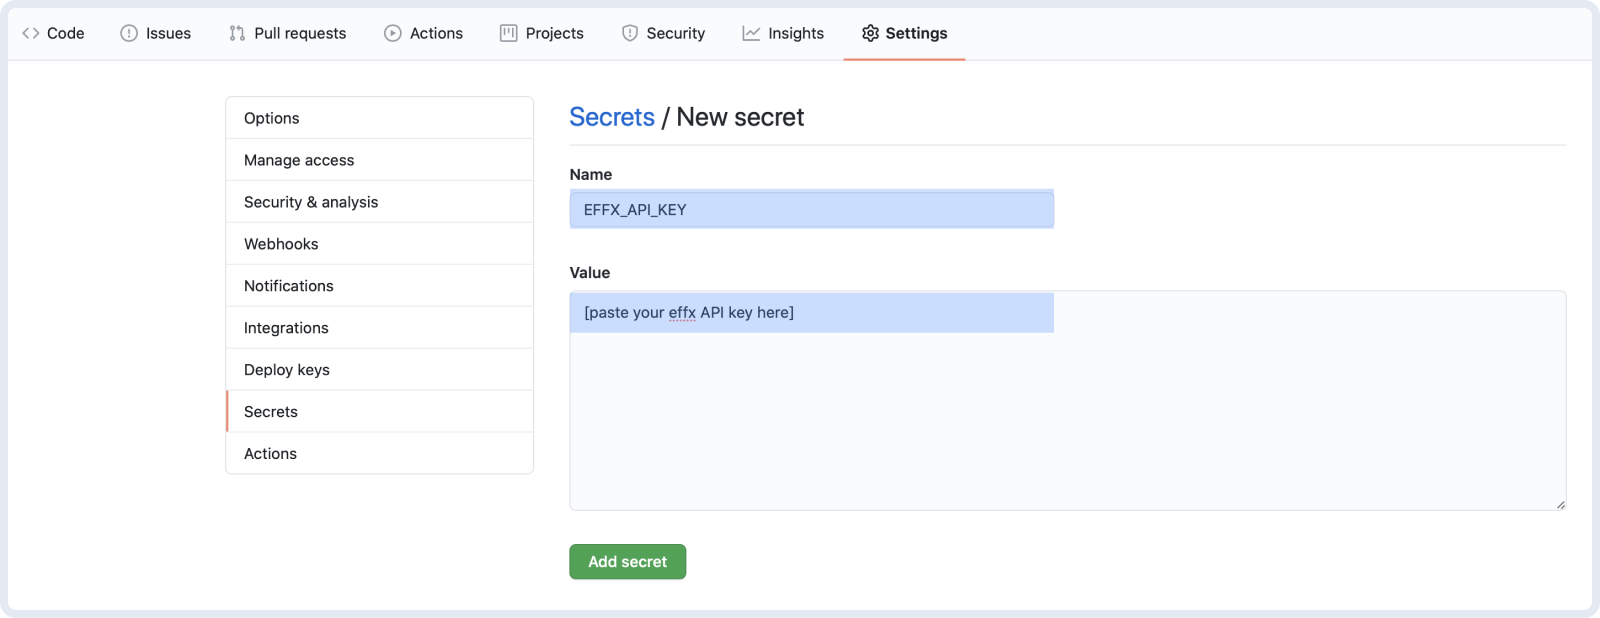 Code Issues Pull requests Actions Projects Security Insights Settings
Options
Manage access
Security & analysis
Webhooks
Notifications
Integrations
Deploy keys
Secrets
Actions
Secrets / New secret
Name
EFFX_API_KEY
Value
[paste your effx API key here]
Add secret